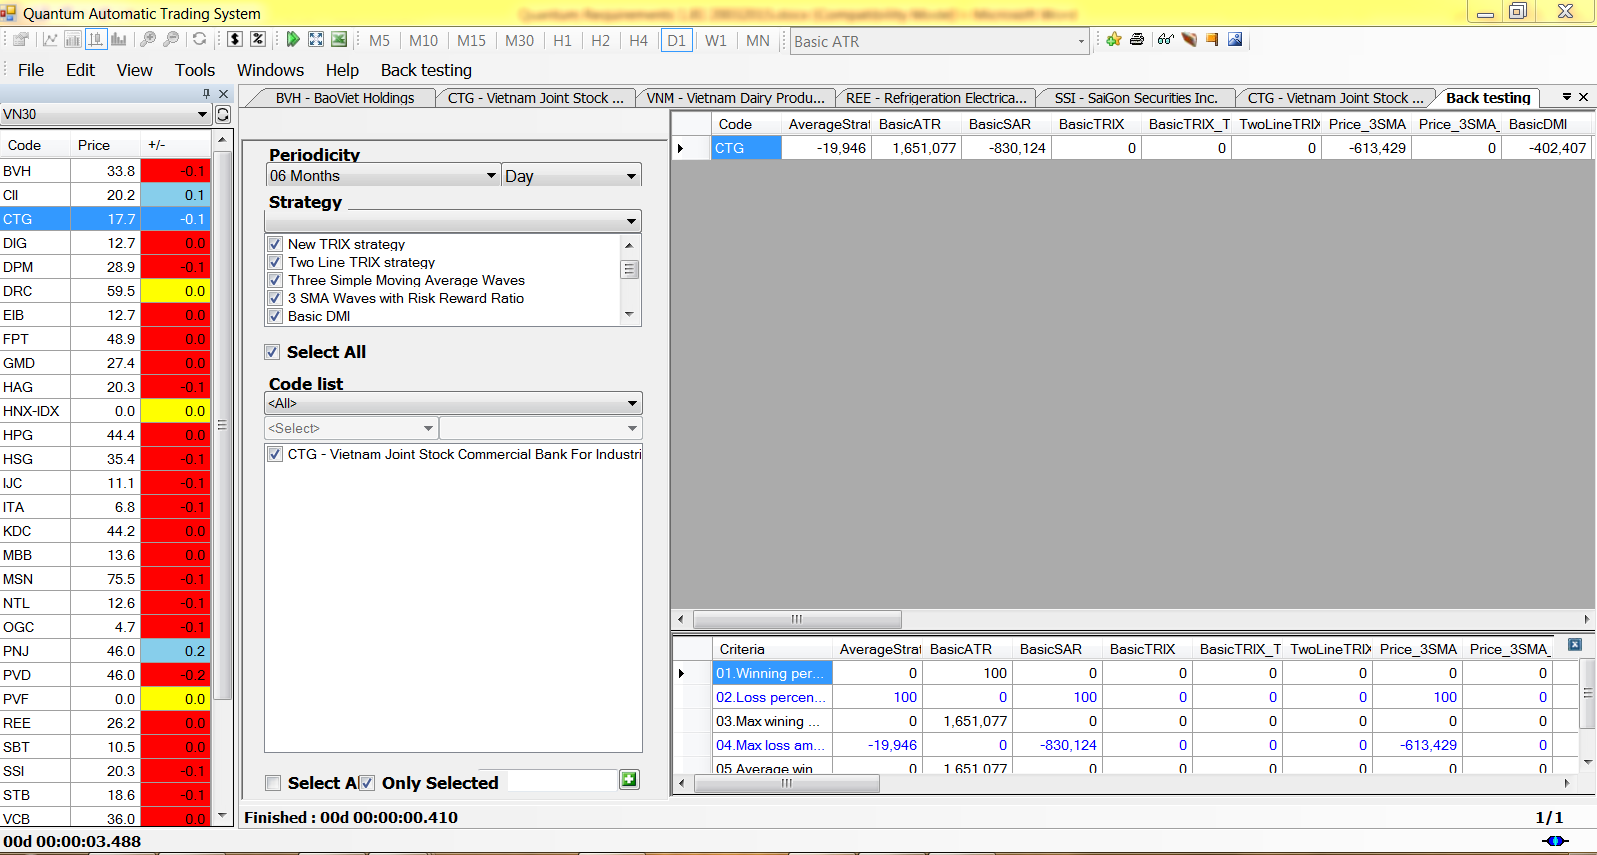 Quantum Automatic Trading System
Quantum Requirements
M5 M10 M15 M30 H1 H2 H4 D1 W1 MN Basic ATR
File Edit View Tools Windows Help Back testing
BVH - BaoViet Holdings CTG - Vietnam Joint Stock ... VNM - Vietnam Dairy Produ... REE - Refrigeration Electrica... SSI - SaiGon Securities Inc. CTG - Vietnam Joint Stock ... Back testing
VN30
Code Price +/-
BVH 33.8 -0.1
CII 20.2 0.1
CTG 17.7 -0.1
DIG 12.7 0.0
DPM 28.9 -0.1
DRC 59.5 0.0
EIB 12.7 0.0
FPT 48.9 0.0
GMD 27.4 0.0
HAG 20.3 -0.1
HNX-IDX 0.0 0.0
HPG 44.4 0.0
HSG 35.4 -0.1
IJC 11.1 -0.1
ITA 6.8 -0.1
KDC 44.2 0.0
MBB 13.6 0.0
MSN 75.5 -0.1
NTL 12.6 -0.1
OGC 4.7 -0.1
PNJ 46.0 0.2
PVD 46.0 -0.2
PVF 0.0 0.0
REE 26.2 0.0
SBT 10.5 0.0
SSI 20.3 -0.1
STB 18.6 -0.1
VCB 36.0 0.0
Periodicity
06 Months Day
Strategy
New TRIX strategy
Two Line TRIX strategy
Three Simple Moving Average Waves
3 SMA Waves with Risk Reward Ratio
Basic DMI
Select All
Code list
<All>
<Select>
CTG - Vietnam Joint Stock Commercial Bank For Industri
Select A Only Selected
Code AverageStrat BasicATR BasicSAR BasicTRIX BasicTRIX_T TwoLineTRIX Price_3SMA Price_3SMA_ BasicDMI
CTG -19,946 1,651,077 -830,124 0 0 0 -613,429 0 -402,407
Criteria AverageStrat BasicATR BasicSAR BasicTRIX BasicTRIX_T TwoLineTRIX Price_3SMA Price_3SMA_
01.Winning per... 0 100 0 0 0 0 0 0
02.Loss percen... 100 0 100 0 0 0 100 0
03.Max wining ... 0 1,651,077 0 0 0 0 0 0
04.Max loss am... -19,946 0 -830,124 0 0 0 -613,429 0
05.Average win 0 1,651,077 0 0 0 0 0 0
Finished : 00d 00:00:00.410 1/1
00d 00:00:03.488